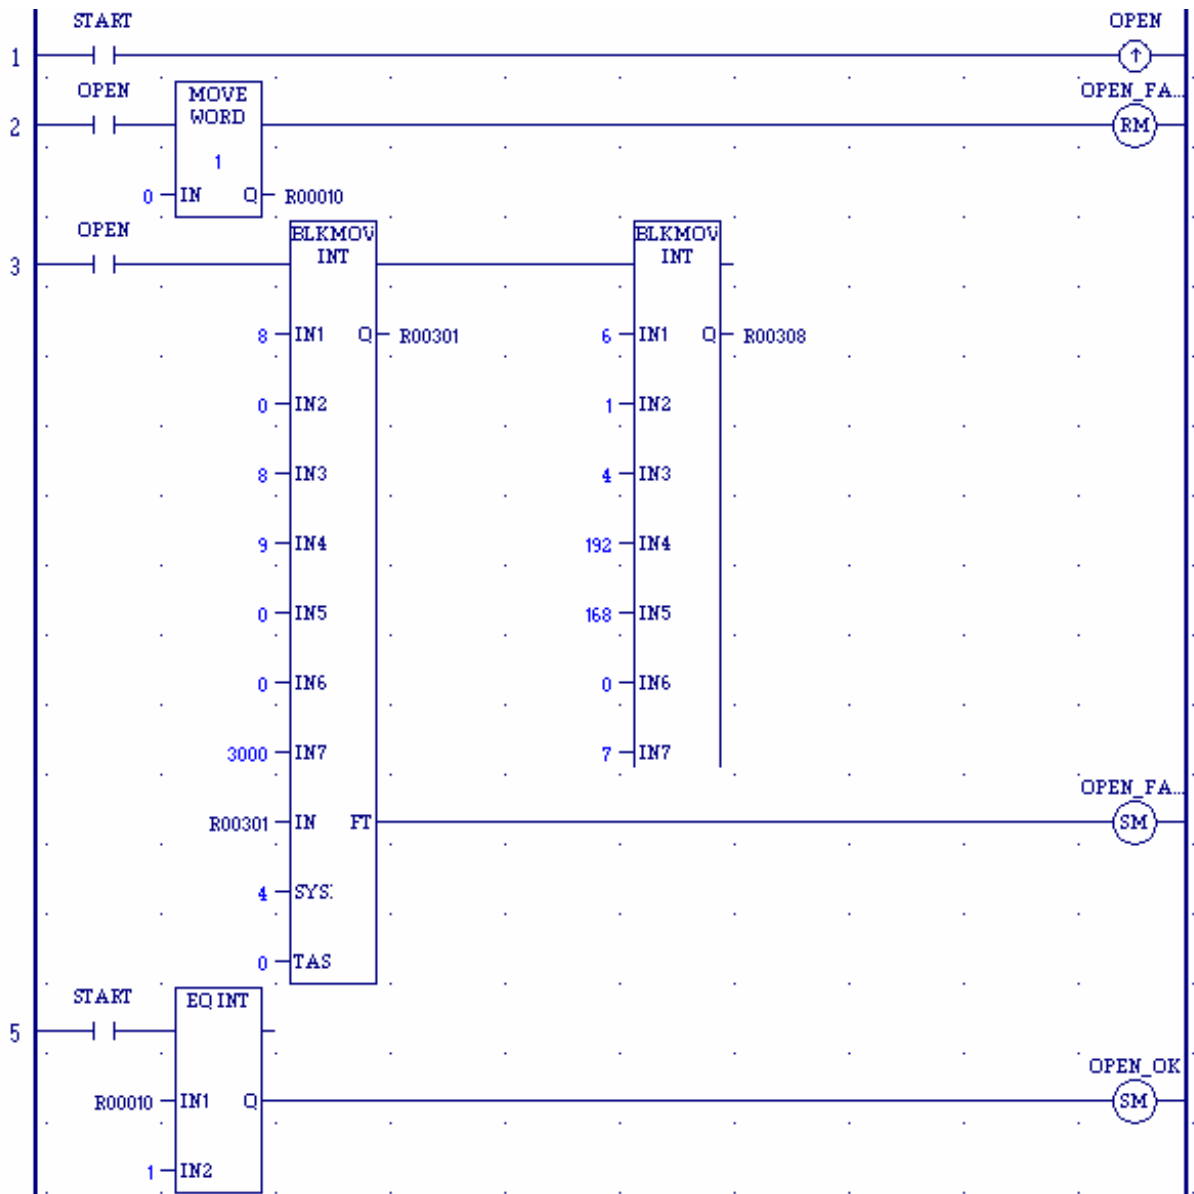 START OPEN
1 ↑
OPEN MOVE WORD OPEN_FA...
2 RM
1
0 IN Q R00010
OPEN BLKMOV INT BLKMOV INT
3
8 IN1 Q R00301 6 IN1 Q R00308
0 IN2 1 IN2
8 IN3 4 IN3
9 IN4 192 IN4
0 IN5 168 IN5
0 IN6 0 IN6
3000 IN7 7 IN7
OPEN_FA...
R00301 IN FT SM
4 SYS:
0 TAS
START EQ INT
5
OPEN_OK
R00010 IN1 Q SM
1 IN2